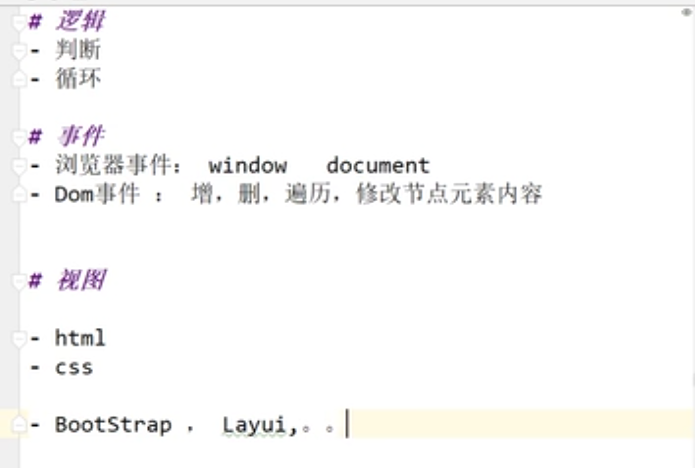 # 逻辑
- 判断
- 循环
# 事件
- 浏览器事件： window document
- Dom事件 ： 增，删，遍历，修改节点元素内容
# 视图
- html
- css
- BootStrap ， Layui,。。